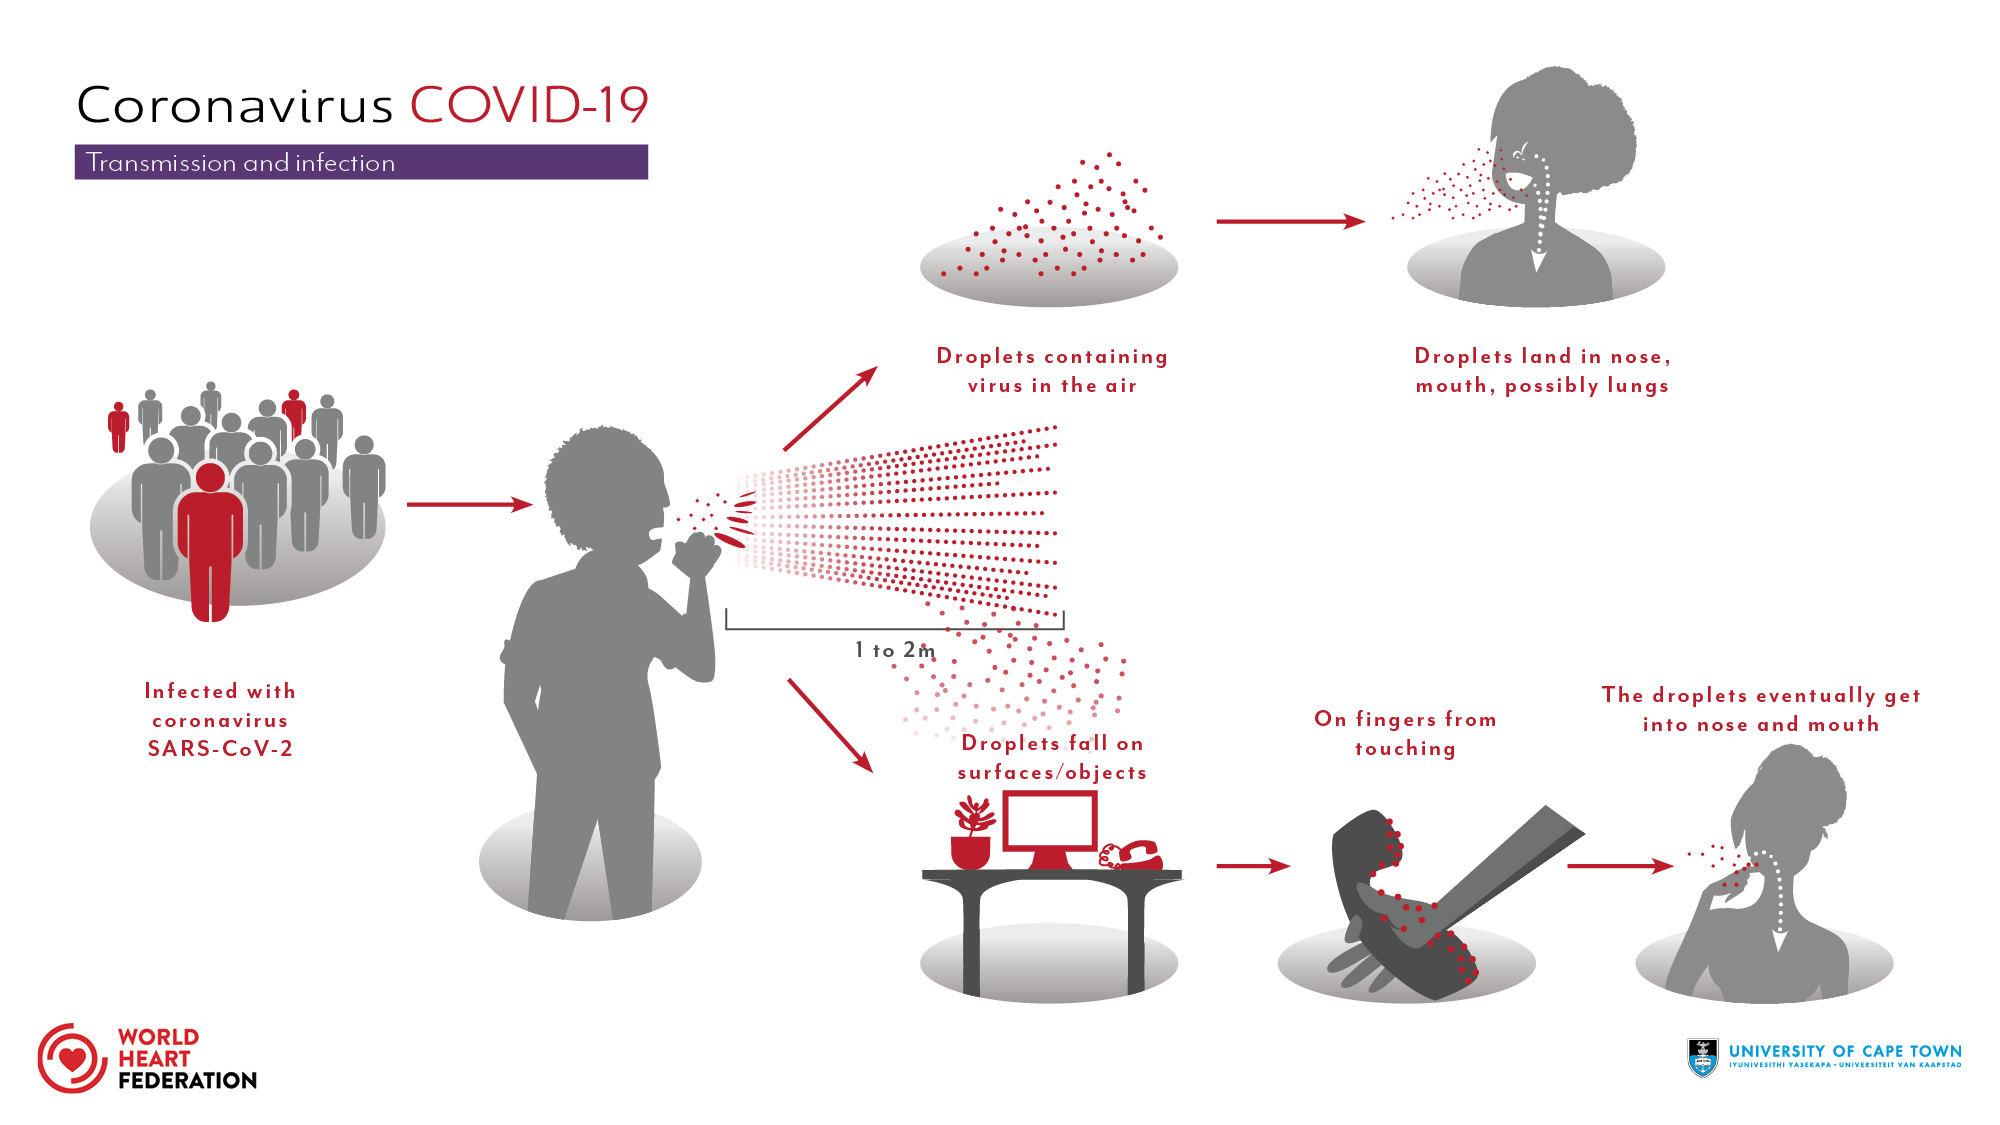 Coronavirus COVID-19
Transmission and infection
Infected with
coronavirus
SARS-CoV-2
1 to 2m
Droplets containing
virus in the air
Droplets land in nose,
mouth, possibly lungs
Droplets fall on
surfaces/objects
On fingers from
touching
The droplets eventually get
into nose and mouth
WORLD
HEART
FEDERATION
UNIVERSITY OF CAPE TOWN
IYUNIVESITHI YASEKAPA • UNIVERSITEIT VAN KAAPSTAD